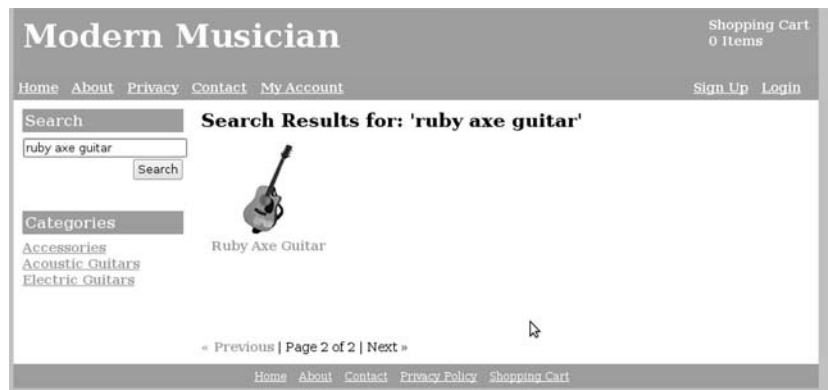 Modern Musician
Shopping Cart
0 Items
Home About Privacy Contact My Account
Sign Up Login
Search
ruby axe guitar
Search
Categories
Accessories
Acoustic Guitars
Electric Guitars
Search Results for: 'ruby axe guitar'
Ruby Axe Guitar
« Previous | Page 2 of 2 | Next »
Home About Contact Privacy Policy Shopping Cart